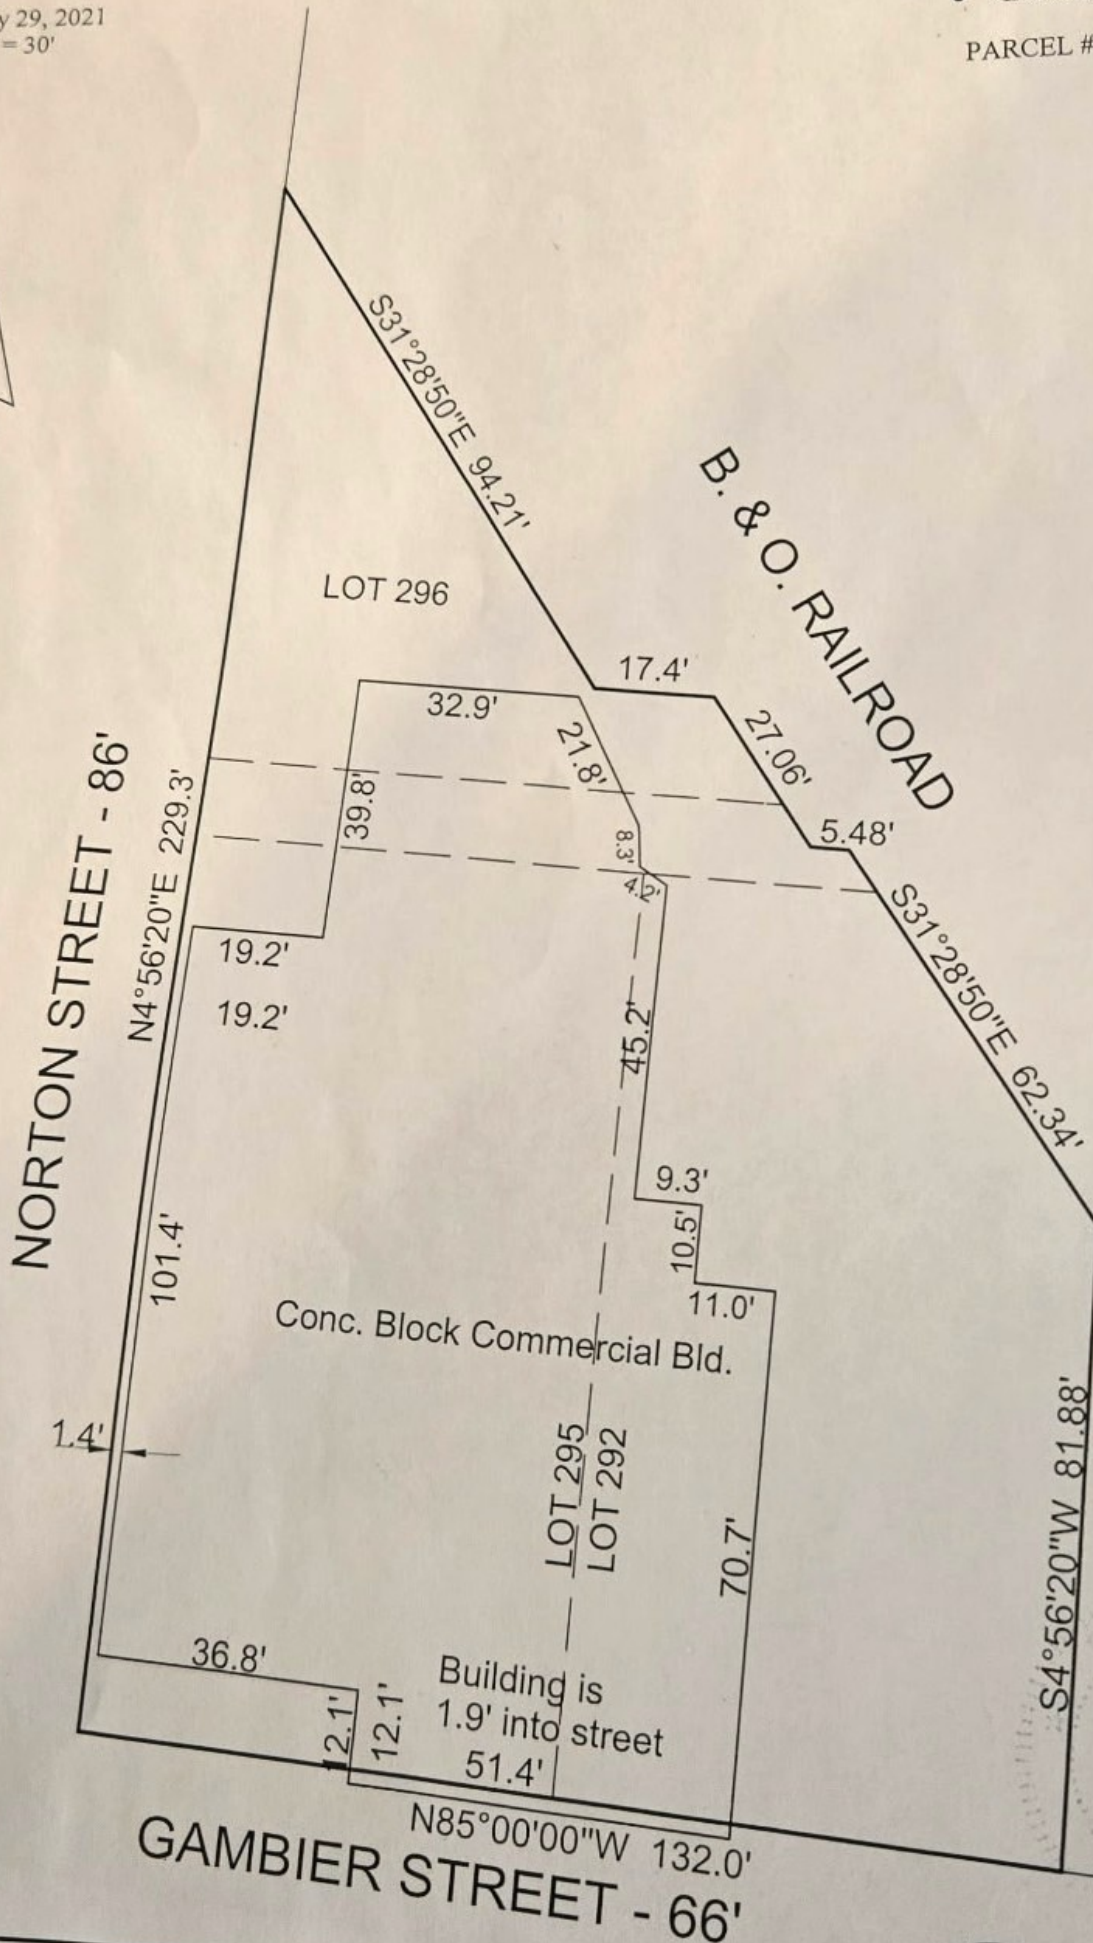 y 29, 2021
= 30'
PARCEL #
S31°28'50"E 94.21'
B. & O. RAILROAD
LOT 296
17.4'
32.9'
27.06'
21.8'
NORTON STREET - 86'
N4°56'20"E 229.3'
39.8'
8.3'
5.48'
4.2'
S31°28'50"E 62.34'
19.2'
19.2'
45.2'
9.3'
10.5'
101.4'
11.0'
Conc. Block Commercial Bld.
1.4'
LOT 295
LOT 292
70.7'
S4°56'20"W 81.88'
36.8'
12.1'
12.1'
Building is
1.9' into street
51.4'
N85°00'00"W 132.0'
GAMBIER STREET - 66'